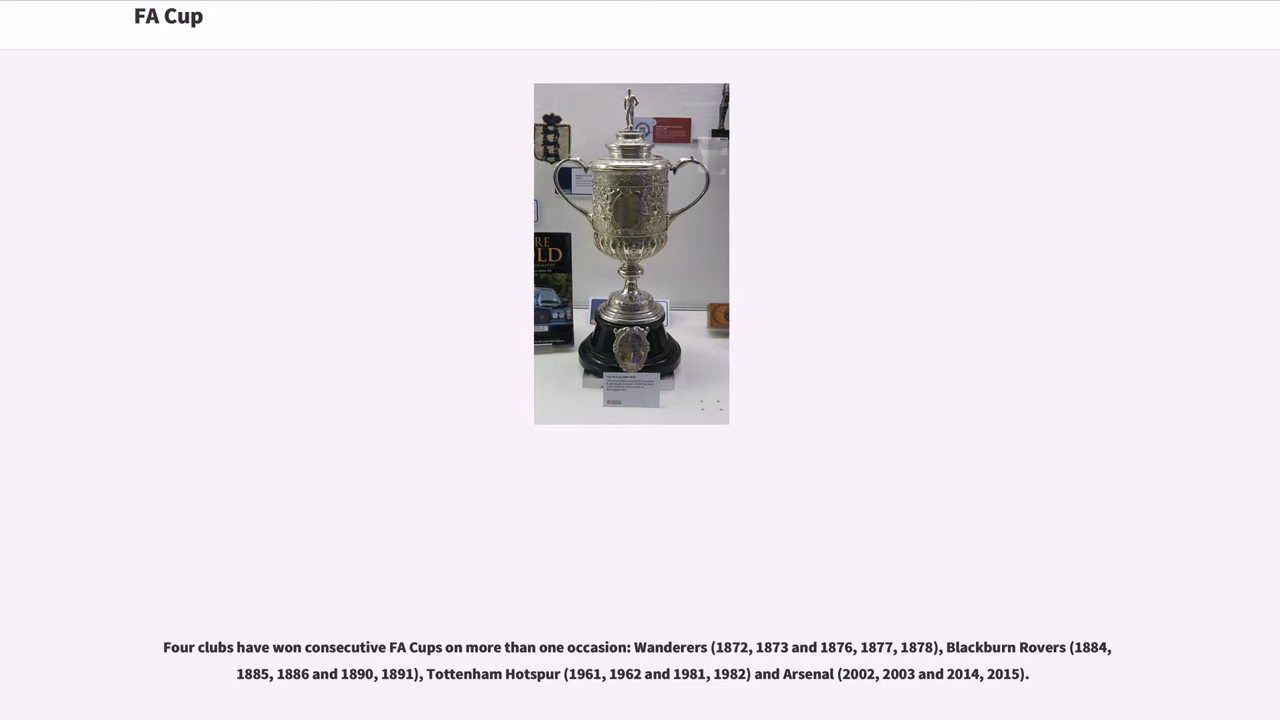 FA Cup
RE
LD
Four clubs have won consecutive FA Cups on more than one occasion: Wanderers (1872, 1873 and 1876, 1877, 1878), Blackburn Rovers (1884,
1885, 1886 and 1890, 1891), Tottenham Hotspur (1961, 1962 and 1981, 1982) and Arsenal (2002, 2003 and 2014, 2015).